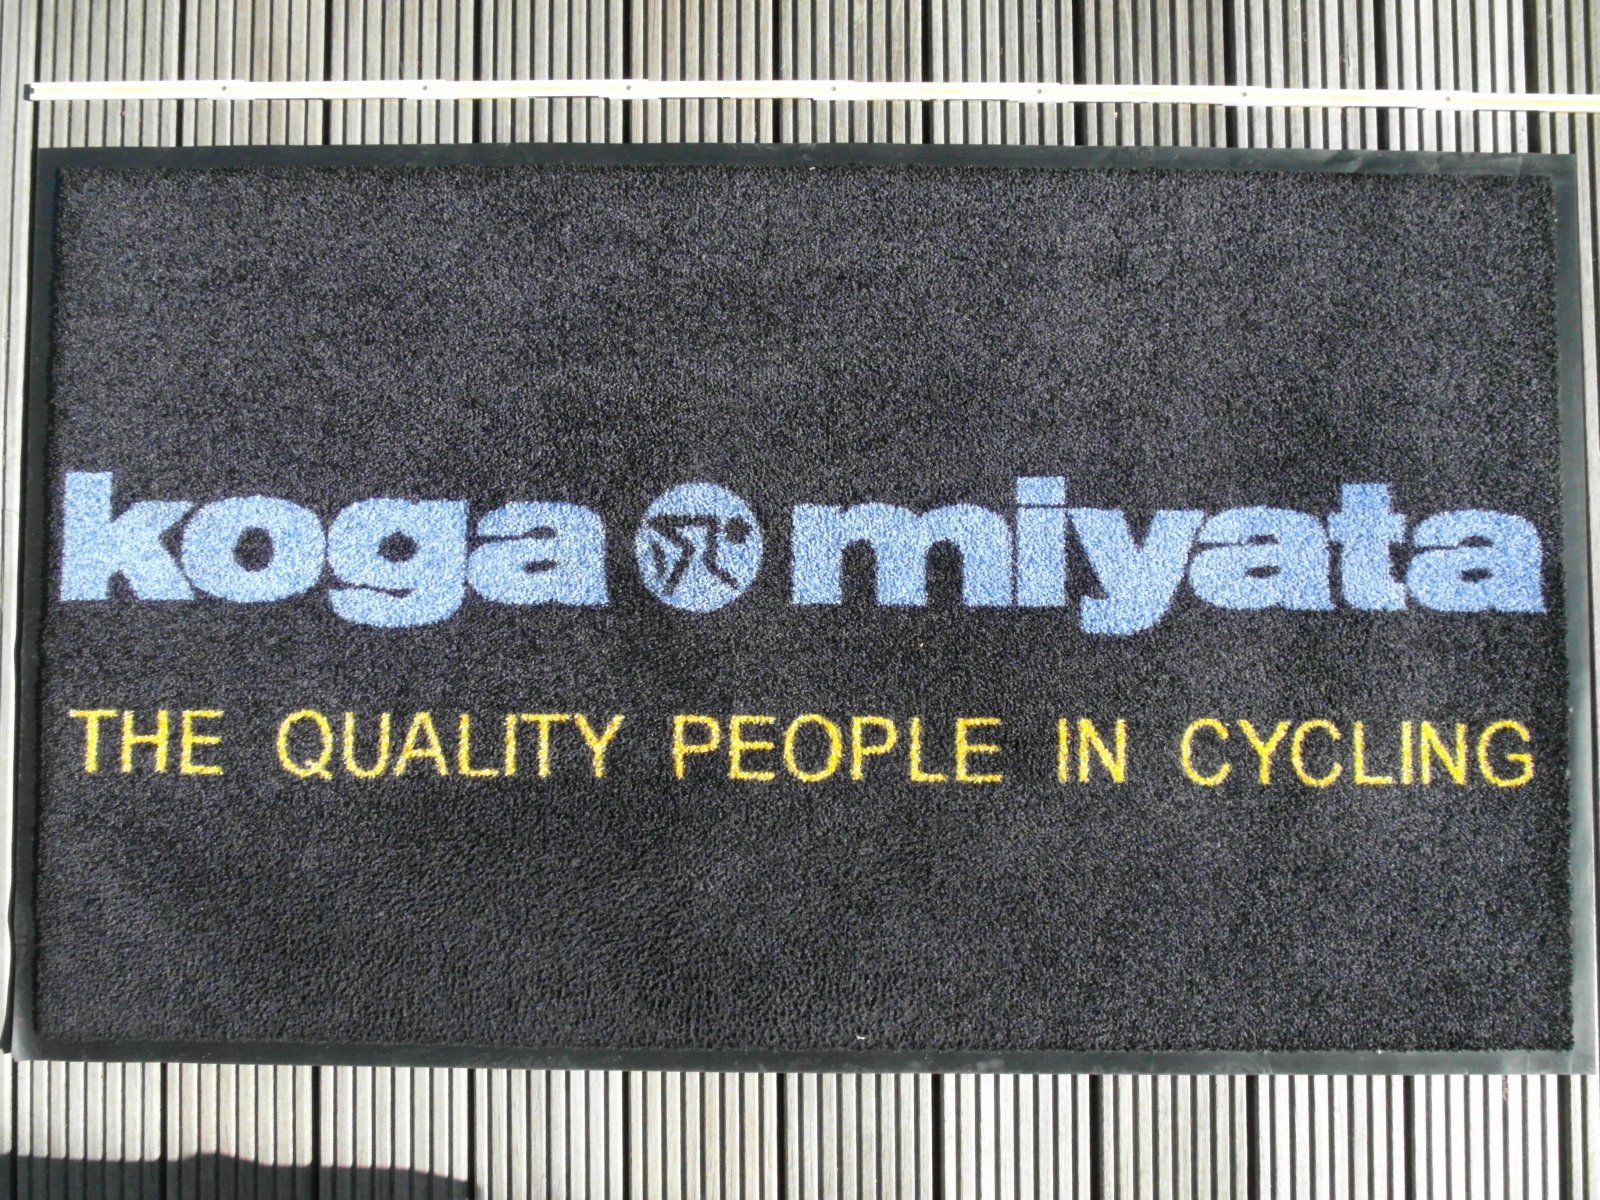 koga miyata
THE QUALITY PEOPLE IN CYCLING